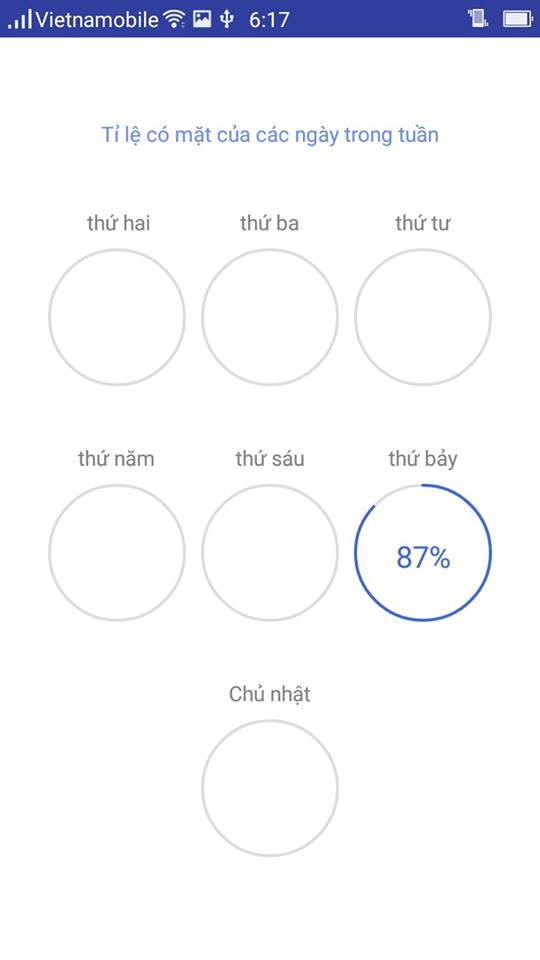 Vietnamobile 6:17
Tỉ lệ có mặt của các ngày trong tuần
thứ hai thứ ba thứ tư
thứ năm thứ sáu thứ bảy
87%
Chủ nhật